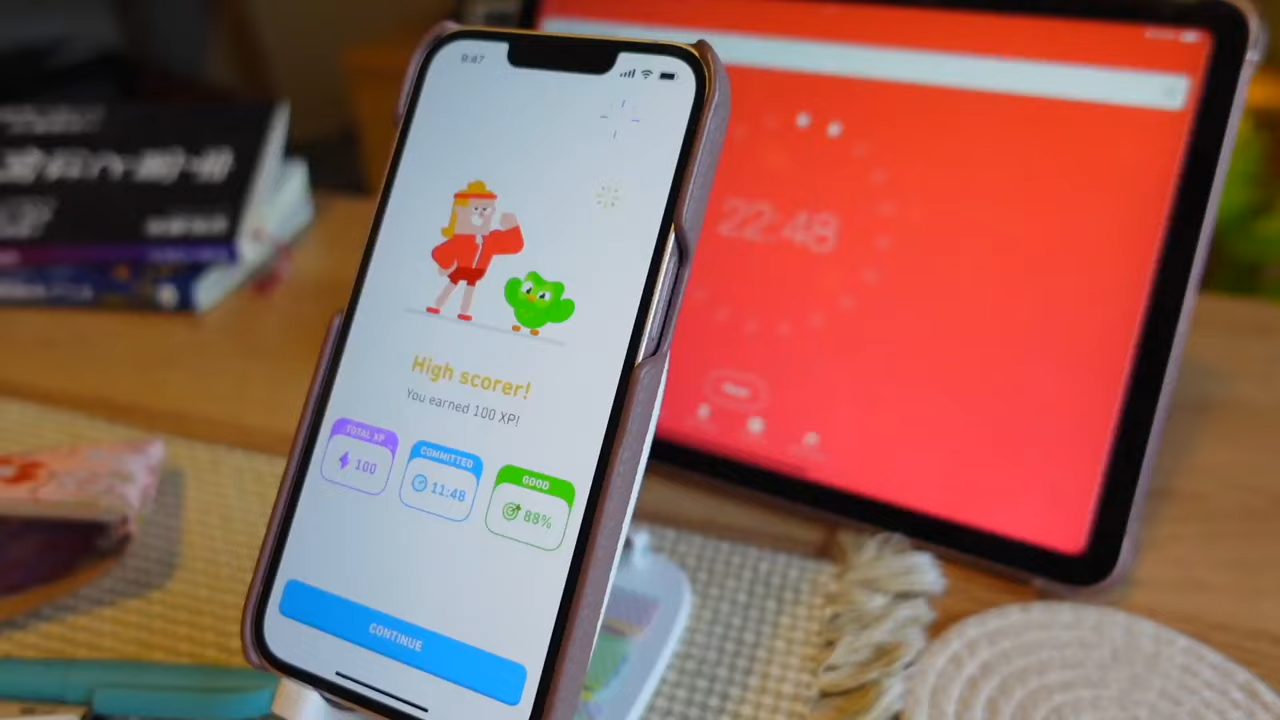 9:47
High scorer!
You earned 100 XP!
TOTAL XP
100
COMMITTED
11:48
GOOD
88%
CONTINUE
22:48